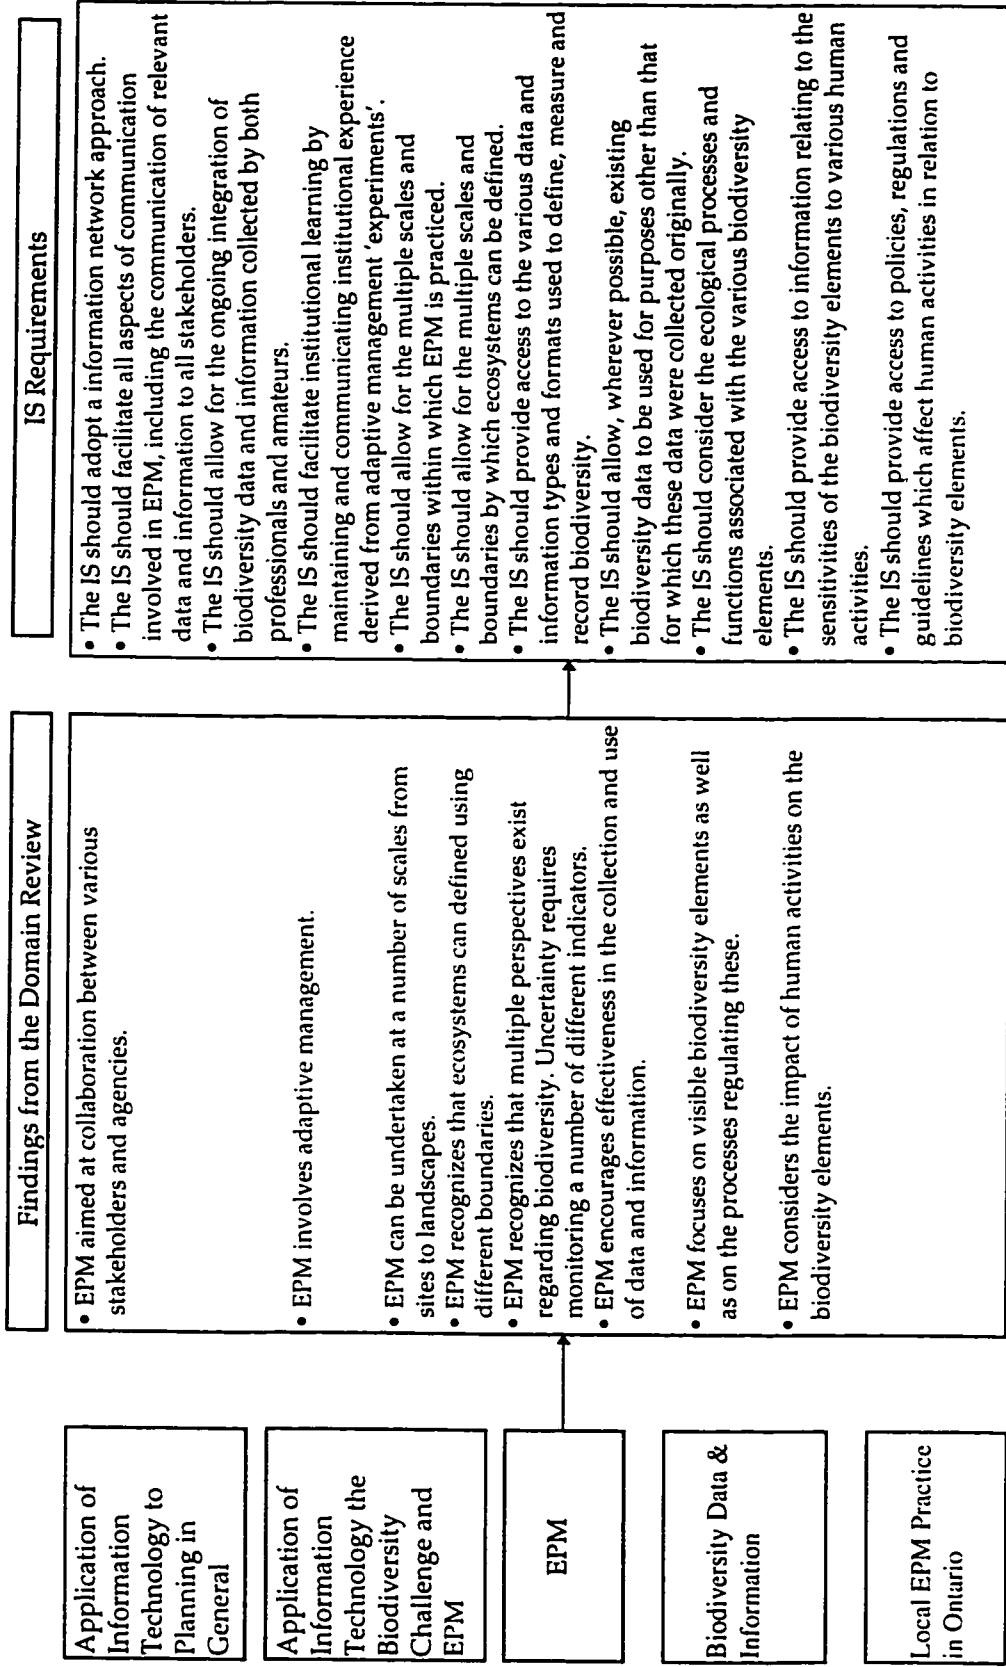 Application of
Information
Technology to
Planning in
General
Application of
Information
Technology the
Biodiversity
Challenge and
EPM
EPM
Biodiversity Data &
Information
Local EPM Practice
in Ontario
Findings from the Domain Review
• EPM aimed at collaboration between various
stakeholders and agencies.
• EPM involves adaptive management.
• EPM can be undertaken at a number of scales from
sites to landscapes.
• EPM recognizes that ecosystems can defined using
different boundaries.
• EPM recognizes that multiple perspectives exist
regarding biodiversity. Uncertainty requires
monitoring a number of different indicators.
• EPM encourages effectiveness in the collection and use
of data and information.
• EPM focuses on visible biodiversity elements as well
as on the processes regulating these.
• EPM considers the impact of human activities on the
biodiversity elements.
IS Requirements
• The IS should adopt a information network approach.
• The IS should facilitate all aspects of communication
involved in EPM, including the communication of relevant
data and information to all stakeholders.
• The IS should allow for the ongoing integration of
biodiversity data and information collected by both
professionals and amateurs.
• The IS should facilitate institutional learning by
maintaining and communicating institutional experience
derived from adaptive management 'experiments'.
• The IS should allow for the multiple scales and
boundaries within which EPM is practiced.
• The IS should allow for the multiple scales and
boundaries by which ecosystems can be defined.
• The IS should provide access to the various data and
information types and formats used to define, measure and
record biodiversity.
• The IS should allow, wherever possible, existing
biodiversity data to be used for purposes other than that
for which these data were collected originally.
• The IS should consider the ecological processes and
functions associated with the various biodiversity
elements.
• The IS should provide access to information relating to the
sensitivities of the biodiversity elements to various human
activities.
• The IS should provide access to policies, regulations and
guidelines which affect human activities in relation to
biodiversity elements.